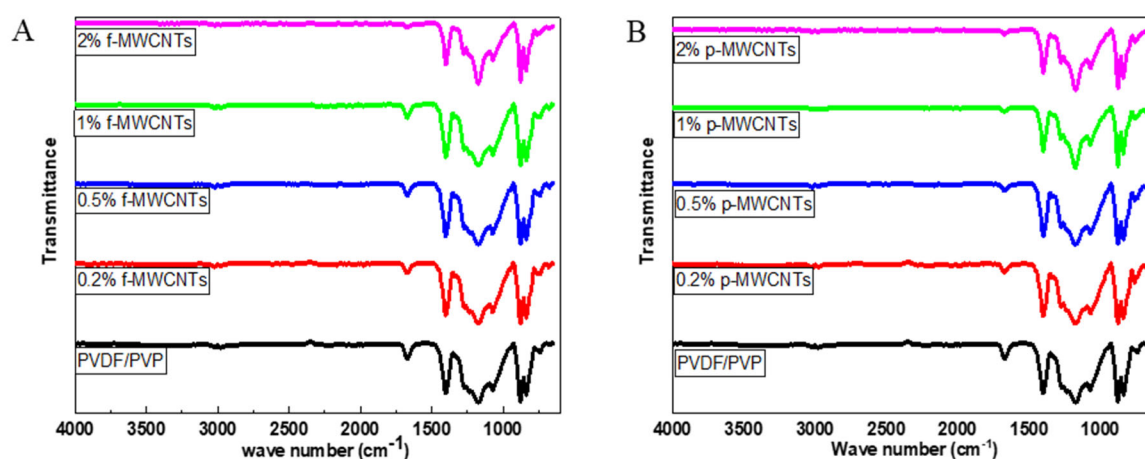 A
Transmittance
2% f-MWCNTs
1% f-MWCNTs
0.5% f-MWCNTs
0.2% f-MWCNTs
PVDF/PVP
4000 3500 3000 2500 2000 1500 1000
wave number (cm⁻¹)
B
Transmittance
2% p-MWCNTs
1% p-MWCNTs
0.5% p-MWCNTs
0.2% p-MWCNTs
PVDF/PVP
4000 3500 3000 2500 2000 1500 1000
Wave number (cm⁻¹)